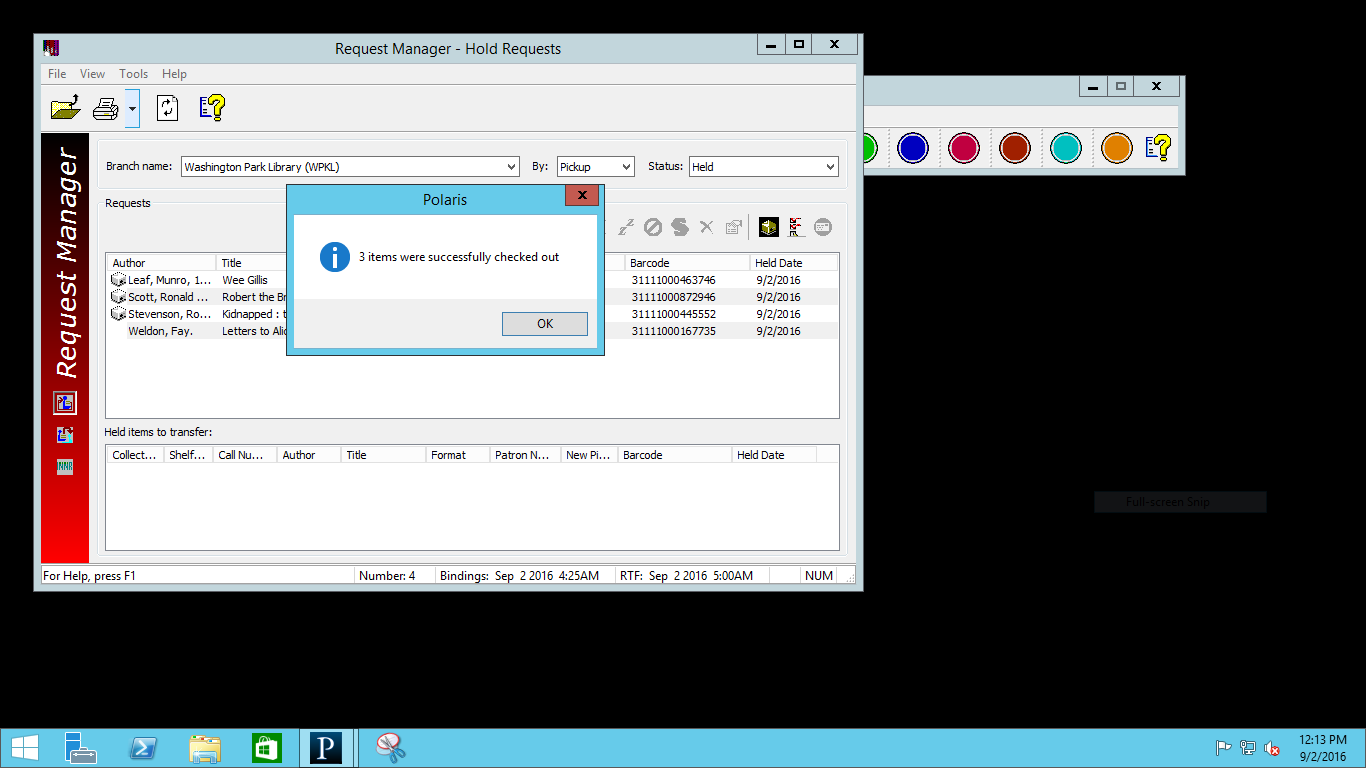 Request Manager - Hold Requests
File View Tools Help
Request Manager
Branch name: Washington Park Library (WPKL) By: Pickup Status: Held
Requests
Polaris
3 items were successfully checked out
OK
Author Title Barcode Held Date
Leaf, Munro, 1... Wee Gillis 31111000463746 9/2/2016
Scott, Ronald ... Robert the Br 31111000872946 9/2/2016
Stevenson, Ro... Kidnapped : t 31111000445552 9/2/2016
Weldon, Fay. Letters to Alic 31111000167735 9/2/2016
Held items to transfer:
Collect... Shelf... Call Nu... Author Title Format Patron N... New Pi... Barcode Held Date
NNR
For Help, press F1 Number: 4 Bindings: Sep 2 2016 4:25AM RTF: Sep 2 2016 5:00AM NUM
Full-screen Snip
P
12:13 PM
9/2/2016